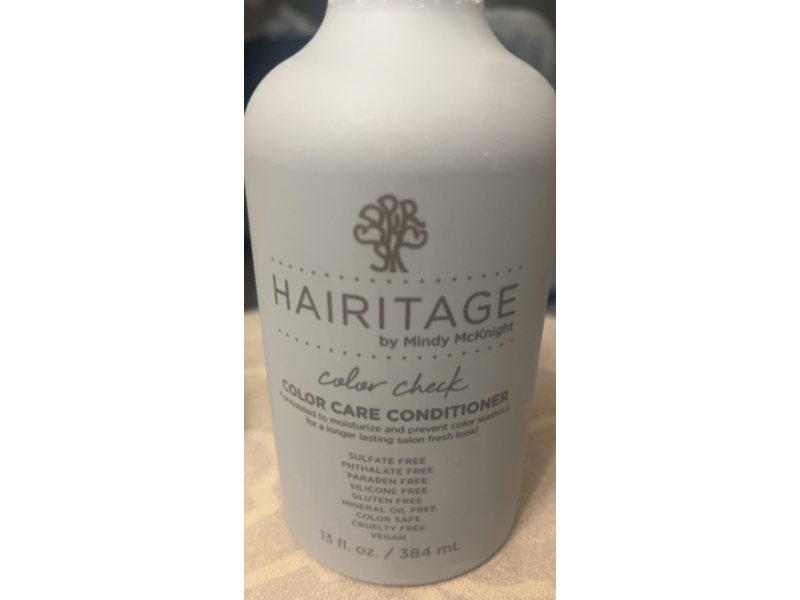 HAIRITAGE
by Mindy McKnight
color check
COLOR CARE CONDITIONER
Formulated to moisturize and prevent color washout
for a longer lasting salon fresh look!
SULFATE FREE
PHTHALATE FREE
PARABEN FREE
SILICONE FREE
GLUTEN FREE
MINERAL OIL FREE
COLOR SAFE
CRUELTY FREE
VEGAN
13 fl. oz. / 384 mL